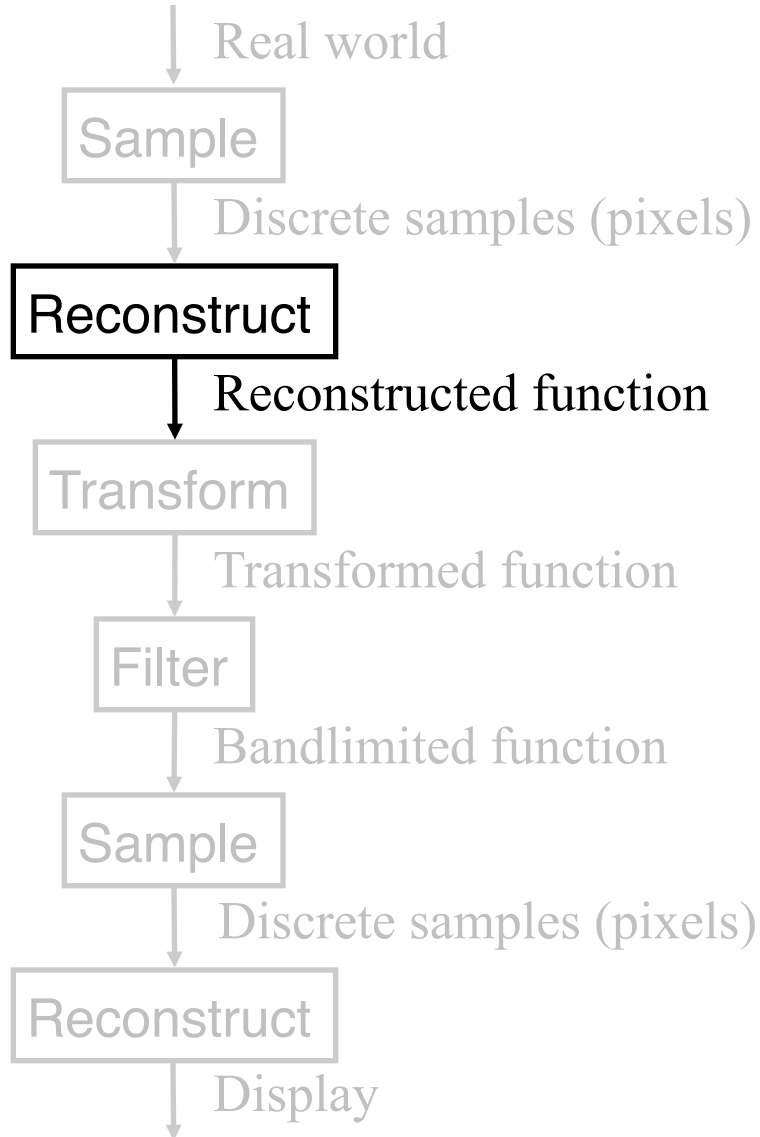 Real world
Sample
Discrete samples (pixels)
Reconstruct
Reconstructed function
Transform
Transformed function
Filter
Bandlimited function
Sample
Discrete samples (pixels)
Reconstruct
Display